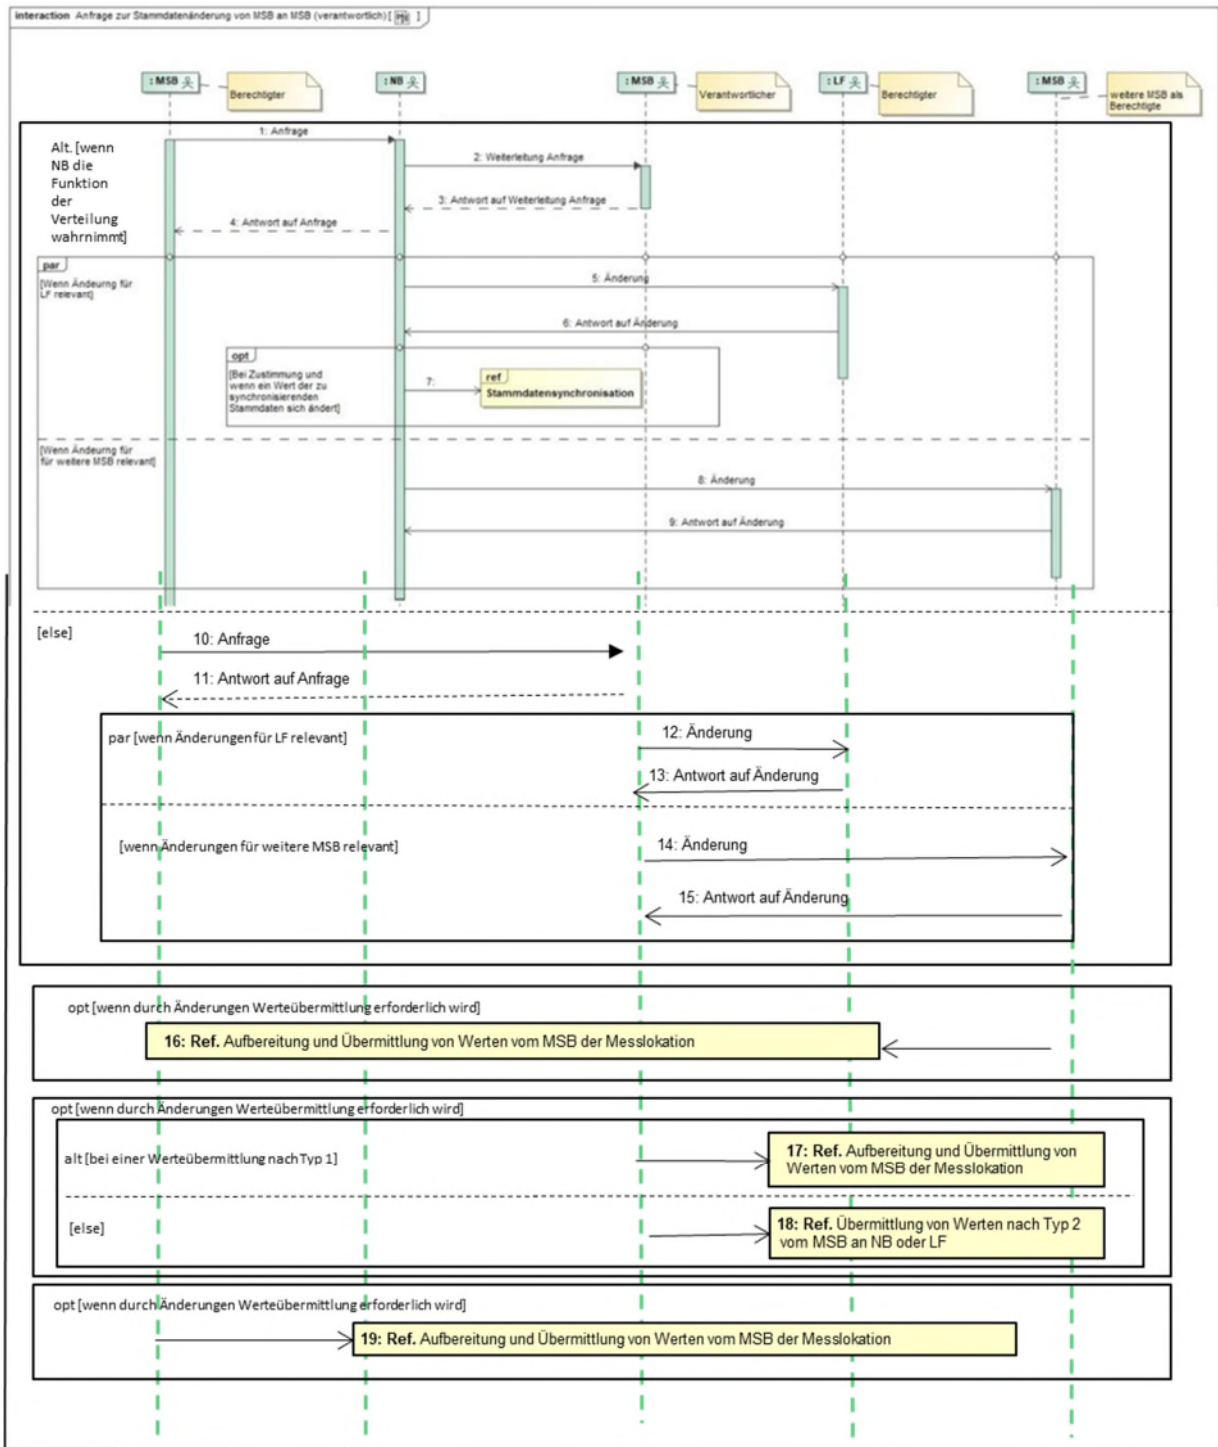 interaction Anfrage zur Stammdatenänderung von MSB an MSB (verantwortlich) [ ]
: MSB
Berechtigter
: NB
: MSB
Verantwortlicher
: LF
Berechtigter
: MSB
weitere MSB als
Berechtigte
Alt. [wenn
NB die
Funktion
der
Verteilung
wahrnimmt]
1: Anfrage
2: Weiterleitung Anfrage
3: Antwort auf Weiterleitung Anfrage
4: Antwort auf Anfrage
par
[Wenn Ändeurng für
LF relevant]
5: Änderung
6: Antwort auf Änderung
opt
[Bei Zustimmung und
wenn ein Wert der zu
synchronisierenden
Stammdaten sich ändert]
7:
ref
Stammdatensynchronisation
[Wenn Ändeurng für
für weitere MSB relevant]
8: Änderung
9: Antwort auf Änderung
[else]
10: Anfrage
11: Antwort auf Anfrage
par [wenn Änderungen für LF relevant]
12: Änderung
13: Antwort auf Änderung
[wenn Änderungen für weitere MSB relevant]
14: Änderung
15: Antwort auf Änderung
opt [wenn durch Änderungen Werteübermittlung erforderlich wird]
16: Ref. Aufbereitung und Übermittlung von Werten vom MSB der Messlokation
opt [wenn durch Änderungen Werteübermittlung erforderlich wird]
alt [bei einer Werteübermittlung nach Typ 1]
17: Ref. Aufbereitung und Übermittlung von
Werten vom MSB der Messlokation
[else]
18: Ref. Übermittlung von Werten nach Typ 2
vom MSB an NB oder LF
opt [wenn durch Änderungen Werteübermittlung erforderlich wird]
19: Ref. Aufbereitung und Übermittlung von Werten vom MSB der Messlokation